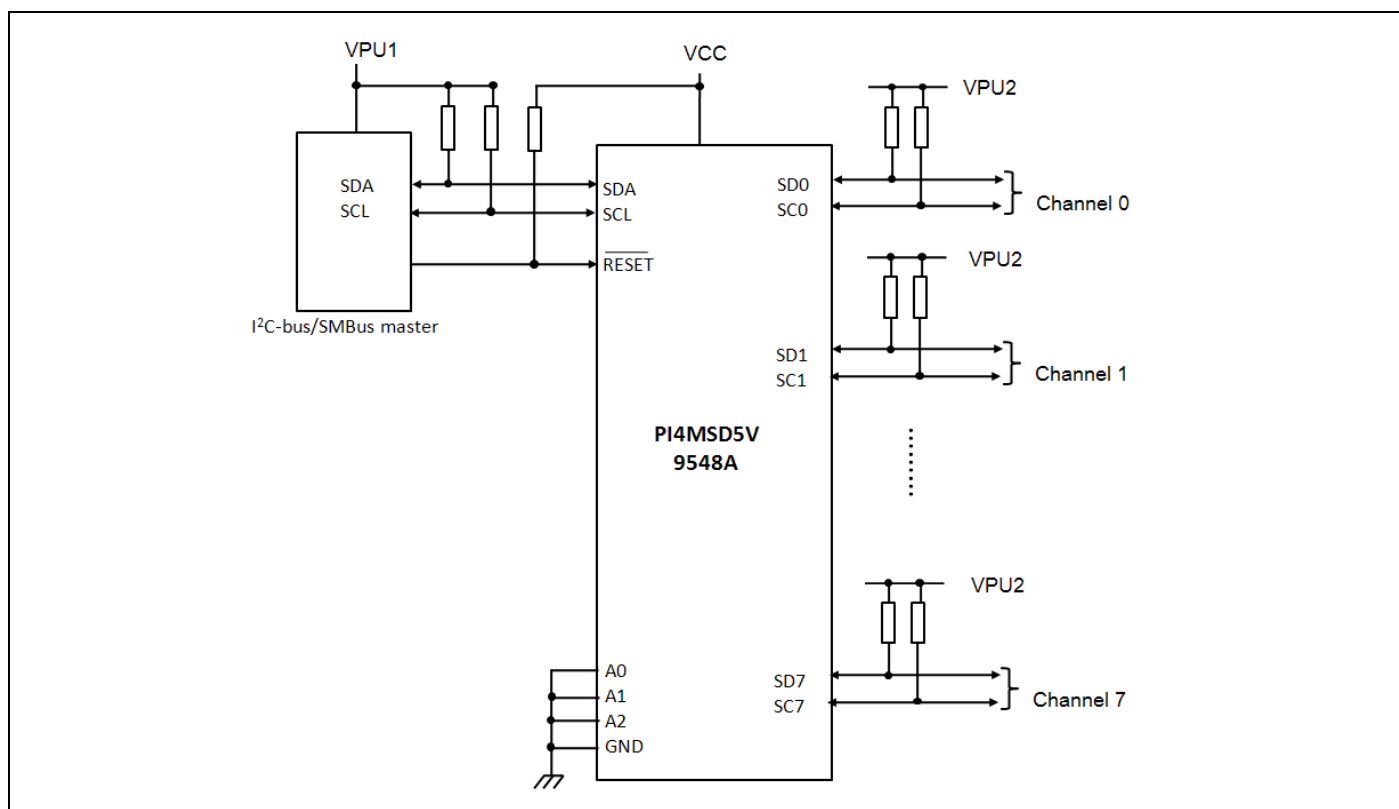 VPU1
VCC
VPU2
SDA
SCL
I²C-bus/SMBus master
SDA
SCL
RESET
PI4MSD5V
9548A
A0
A1
A2
GND
SD0
SC0
Channel 0
VPU2
SD1
SC1
Channel 1
VPU2
SD7
SC7
Channel 7